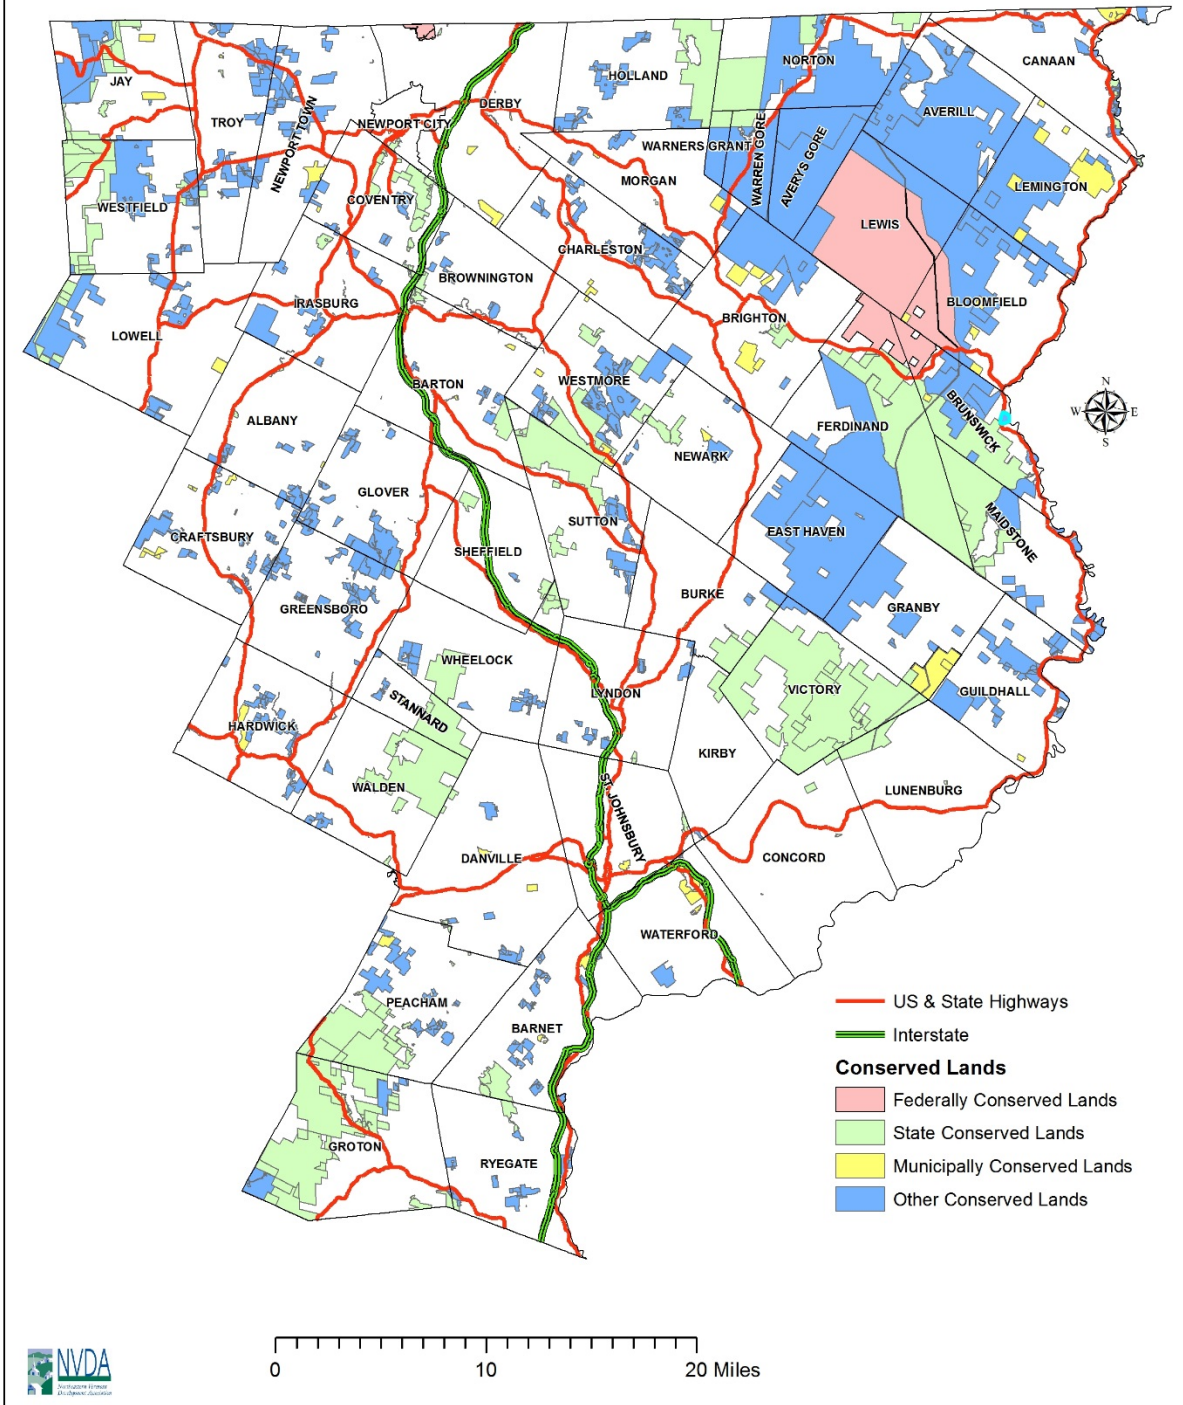 NORTON
CANAAN
HOLLAND
JAY
DERBY
AVERILL
TROY
NEWPORT CITY
NEWPORT TOWN
WARNERS GRANT
WARREN GORE
AVERYS GORE
MORGAN
LEMINGTON
COVENTRY
WESTFIELD
LEWIS
CHARLESTON
BROWNINGTON
IRASBURG
BLOOMFIELD
BRIGHTON
LOWELL
WESTMORE
BARTON
N
W
E
S
BRUNSWICK
ALBANY
FERDINAND
NEWARK
GLOVER
SUTTON
EAST HAVEN
MAIDSTONE
CRAFTSBURY
SHEFFIELD
BURKE
GREENSBORO
GRANBY
WHEELOCK
VICTORY
GUILDHALL
LYNDON
STANNARD
HARDWICK
KIRBY
WALDEN
LUNENBURG
ST. JOHNSBURY
DANVILLE
CONCORD
WATERFORD
PEACHAM
BARNET
GROTON
RYEGATE
US & State Highways
Interstate
Conserved Lands
Federally Conserved Lands
State Conserved Lands
Municipally Conserved Lands
Other Conserved Lands
NVDA
Northeastern Vermont
Development Association
0
10
20 Miles